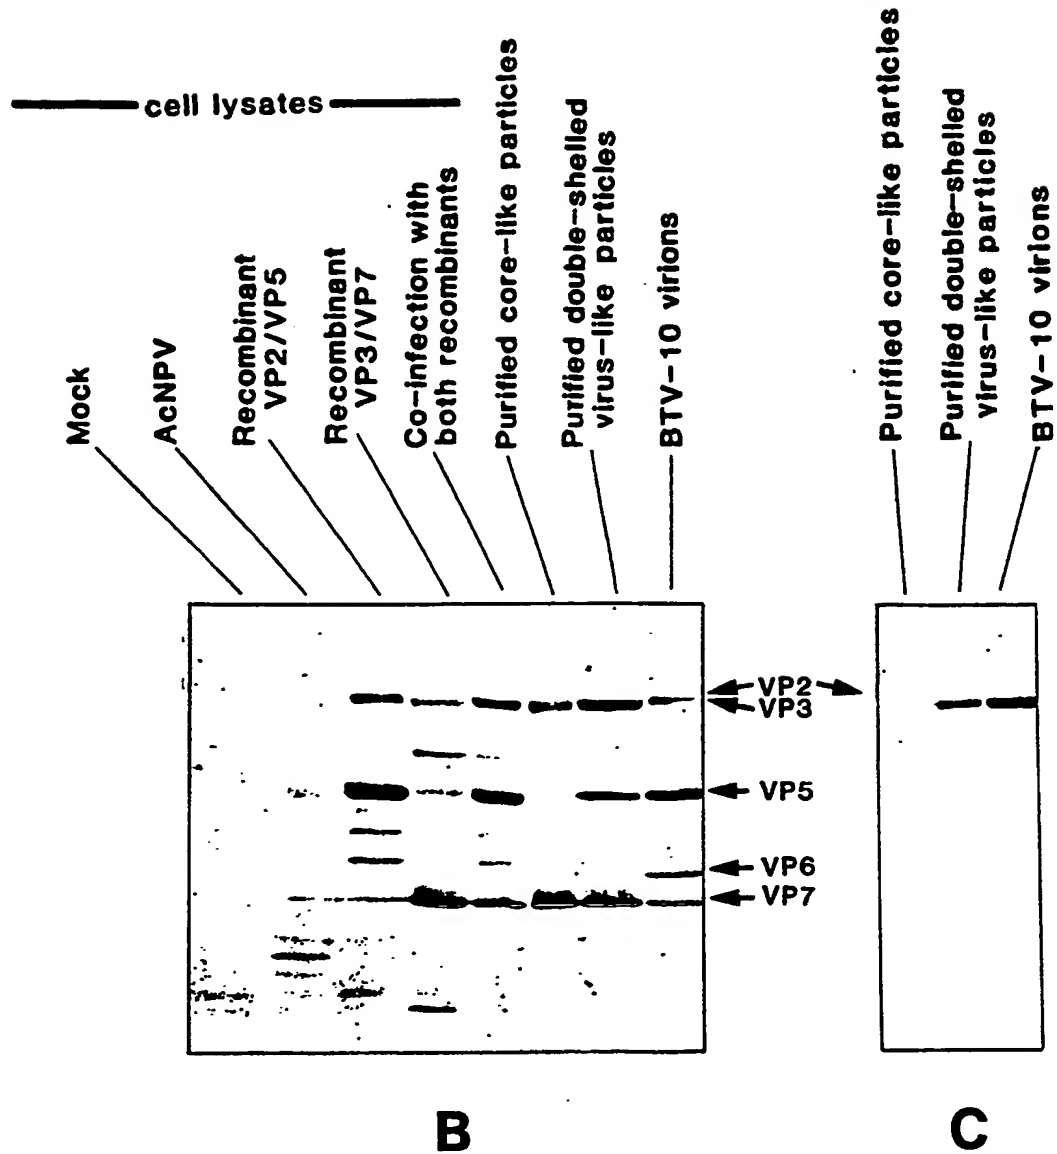 cell lysates
Mock
AcNPV
Recombinant
VP2/VP5
Recombinant
VP3/VP7
Co-infection with
both recombinants
Purified core-like particles
Purified double-shelled
virus-like particles
BTV-10 virions
VP2
VP3
VP5
VP6
VP7
B
Purified core-like particles
Purified double-shelled
virus-like particles
BTV-10 virions
C